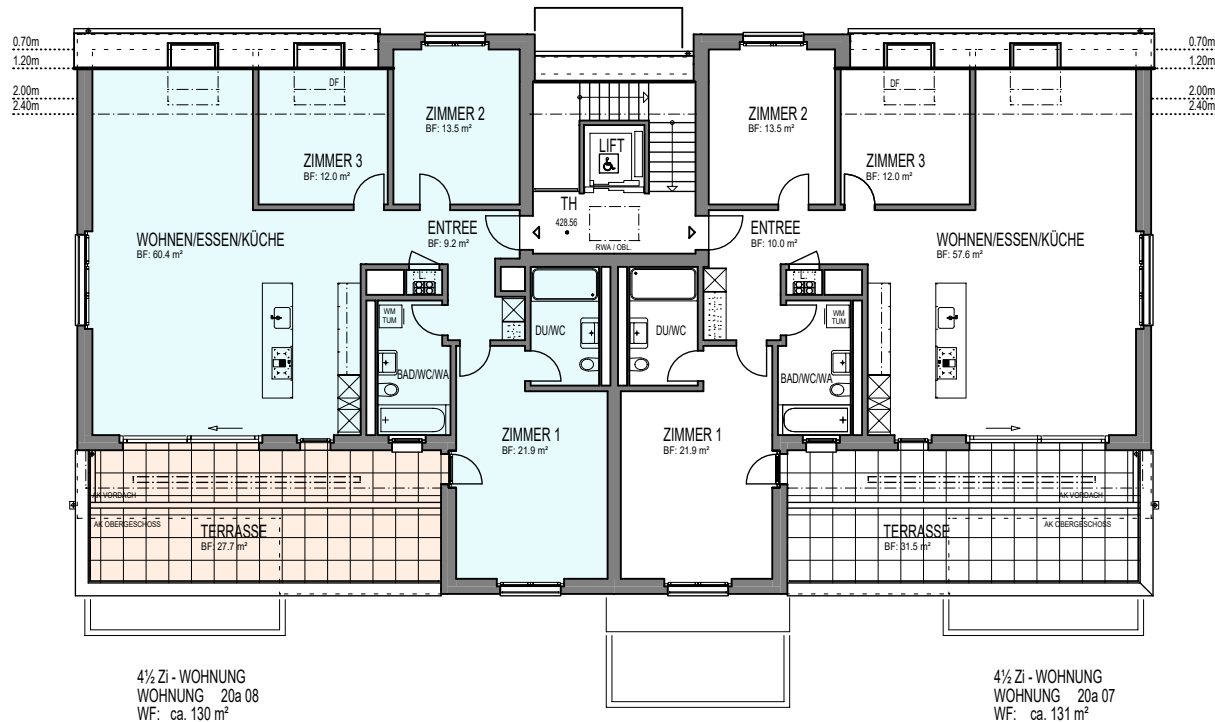 0.70m
1.20m
2.00m
2.40m
0.70m
1.20m
2.00m
2.40m
DF
ZIMMER 2
BF: 13.5 m²
LIFT
ZIMMER 2
BF: 13.5 m²
DF
ZIMMER 3
BF: 12.0 m²
ZIMMER 3
BF: 12.0 m²
TH
428.56
RWA / OBL.
WOHNEN/ESSEN/KÜCHE
BF: 60.4 m²
ENTREE
BF: 9.2 m²
ENTREE
BF: 10.0 m²
WOHNEN/ESSEN/KÜCHE
BF: 57.6 m²
WM
TUM
DU/WC
DU/WC
WM
TUM
BAD/WC/WA
BAD/WC/WA
ZIMMER 1
BF: 21.9 m²
ZIMMER 1
BF: 21.9 m²
AK VORDACH
AK OBERGESCHOSS
TERRASSE
BF: 27.7 m²
AK VORDACH
AK OBERGESCHOSS
TERRASSE
BF: 31.5 m²
4½ Zi - WOHNUNG
WOHNUNG 20a 08
WF: ca. 130 m²
4½ Zi - WOHNUNG
WOHNUNG 20a 07
WF: ca. 131 m²